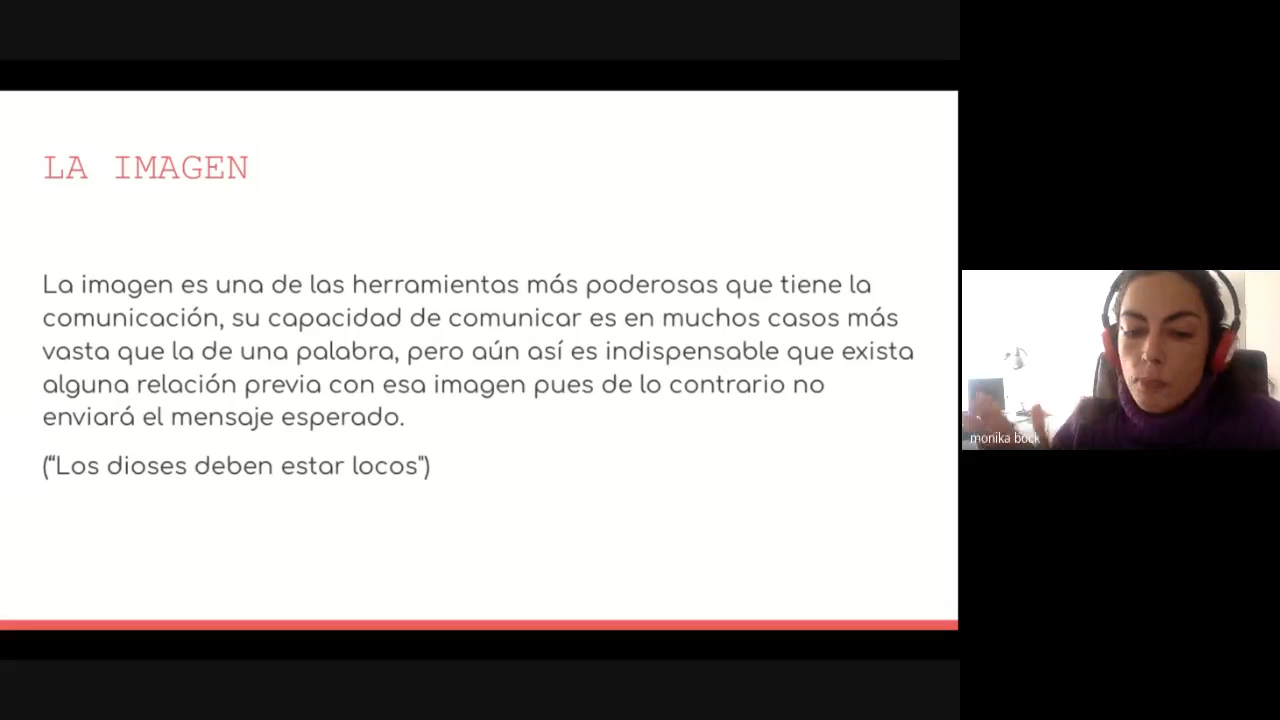 LA IMAGEN
La imagen es una de las herramientas más poderosas que tiene la
comunicación, su capacidad de comunicar es en muchos casos más
vasta que la de una palabra, pero aún así es indispensable que exista
alguna relación previa con esa imagen pues de lo contrario no
enviará el mensaje esperado.
(“Los dioses deben estar locos")
monika bock